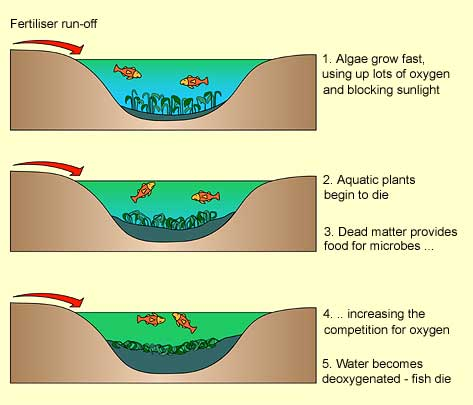 Fertiliser run-off
1. Algae grow fast,
using up lots of oxygen
and blocking sunlight
2. Aquatic plants
begin to die
3. Dead matter provides
food for microbes ...
4. .. increasing the
competition for oxygen
5. Water becomes
deoxygenated - fish die